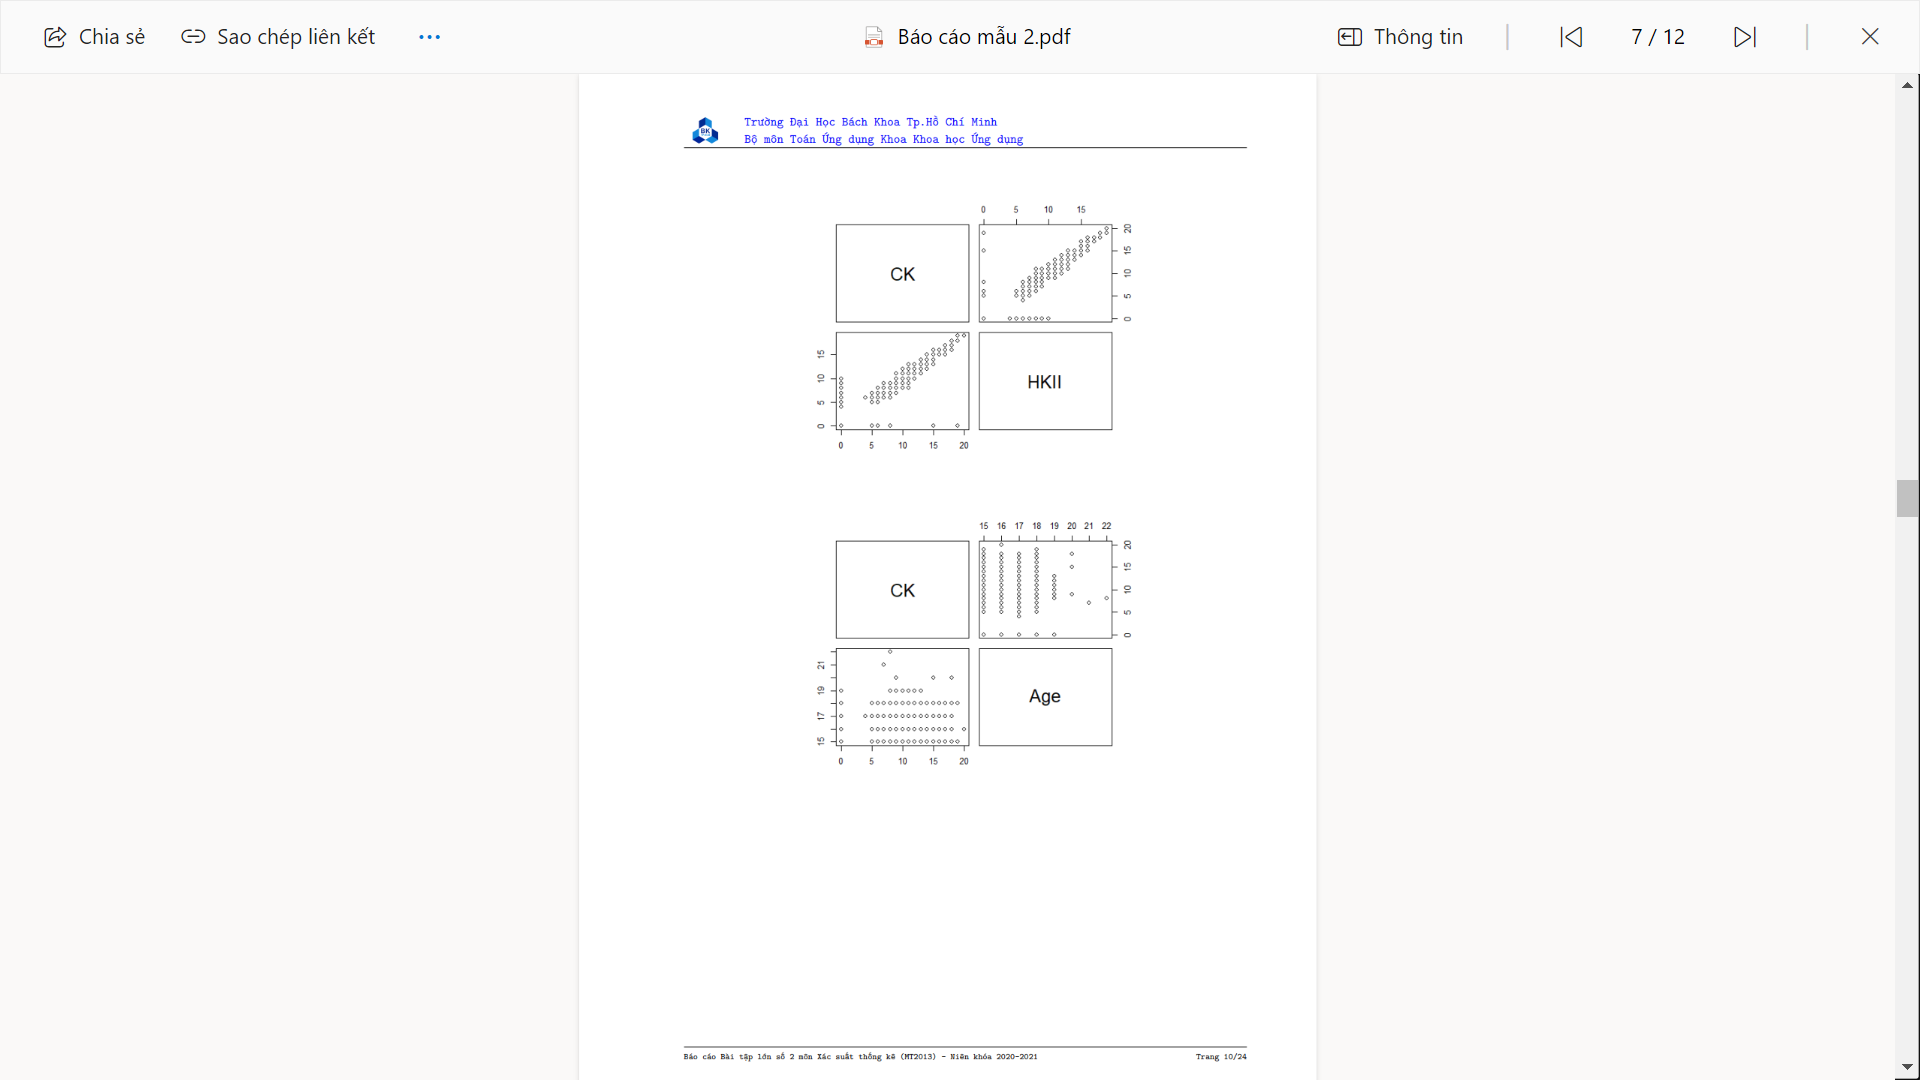 Chia sẻ
Sao chép liên kết
...
Báo cáo mẫu 2.pdf
Thông tin
7 / 12
BK
Trường Đại Học Bách Khoa Tp.Hồ Chí Minh
Bộ môn Toán Ứng dụng Khoa Khoa học Ứng dụng
0 5 10 15
CK
0 5 10 15 20
0 5 10 15
HKII
0 5 10 15 20
15 16 17 18 19 20 21 22
CK
0 5 10 15 20
15 17 19 21
Age
0 5 10 15 20
Báo cáo Bài tập lớn số 2 môn Xác suất thống kê (MT2013) - Niên khóa 2020-2021
Trang 10/24